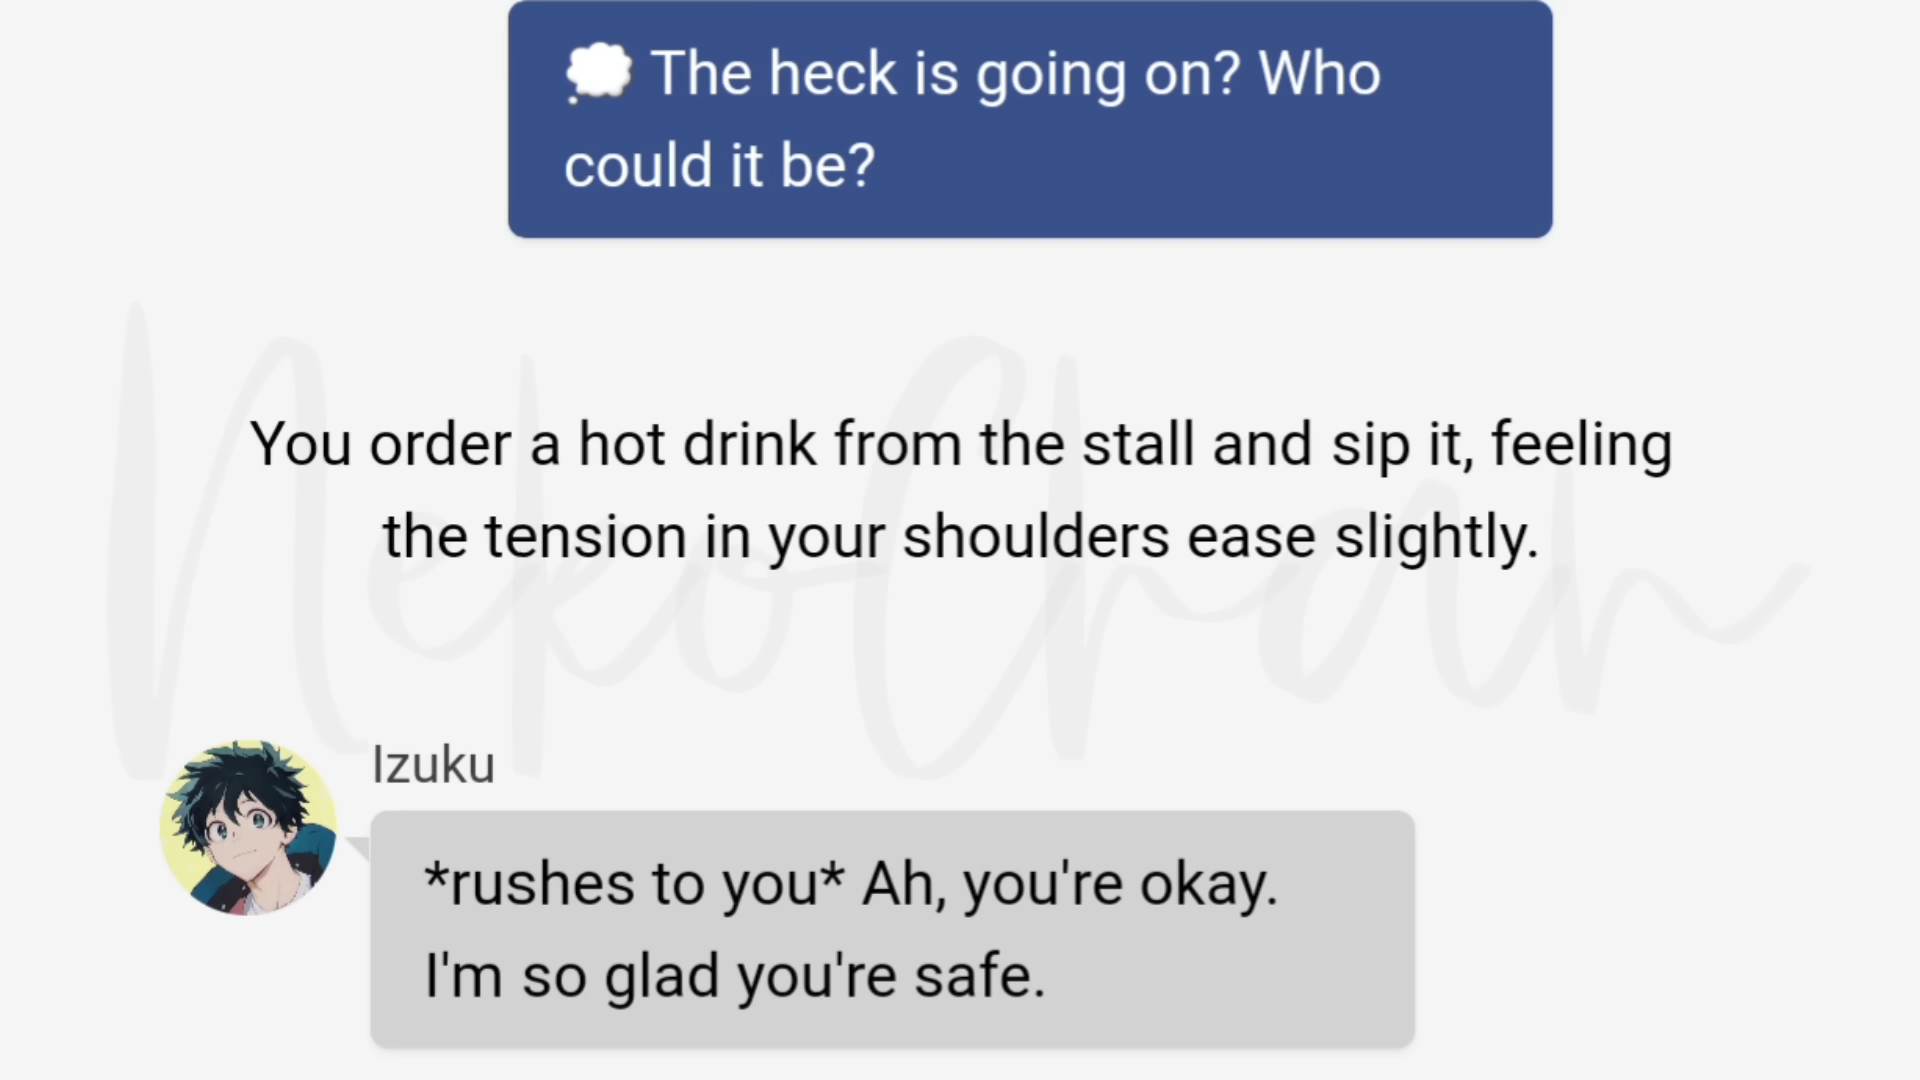 💭 The heck is going on? Who
could it be?
NekoChan
You order a hot drink from the stall and sip it, feeling
the tension in your shoulders ease slightly.
Izuku
*rushes to you* Ah, you're okay.
I'm so glad you're safe.